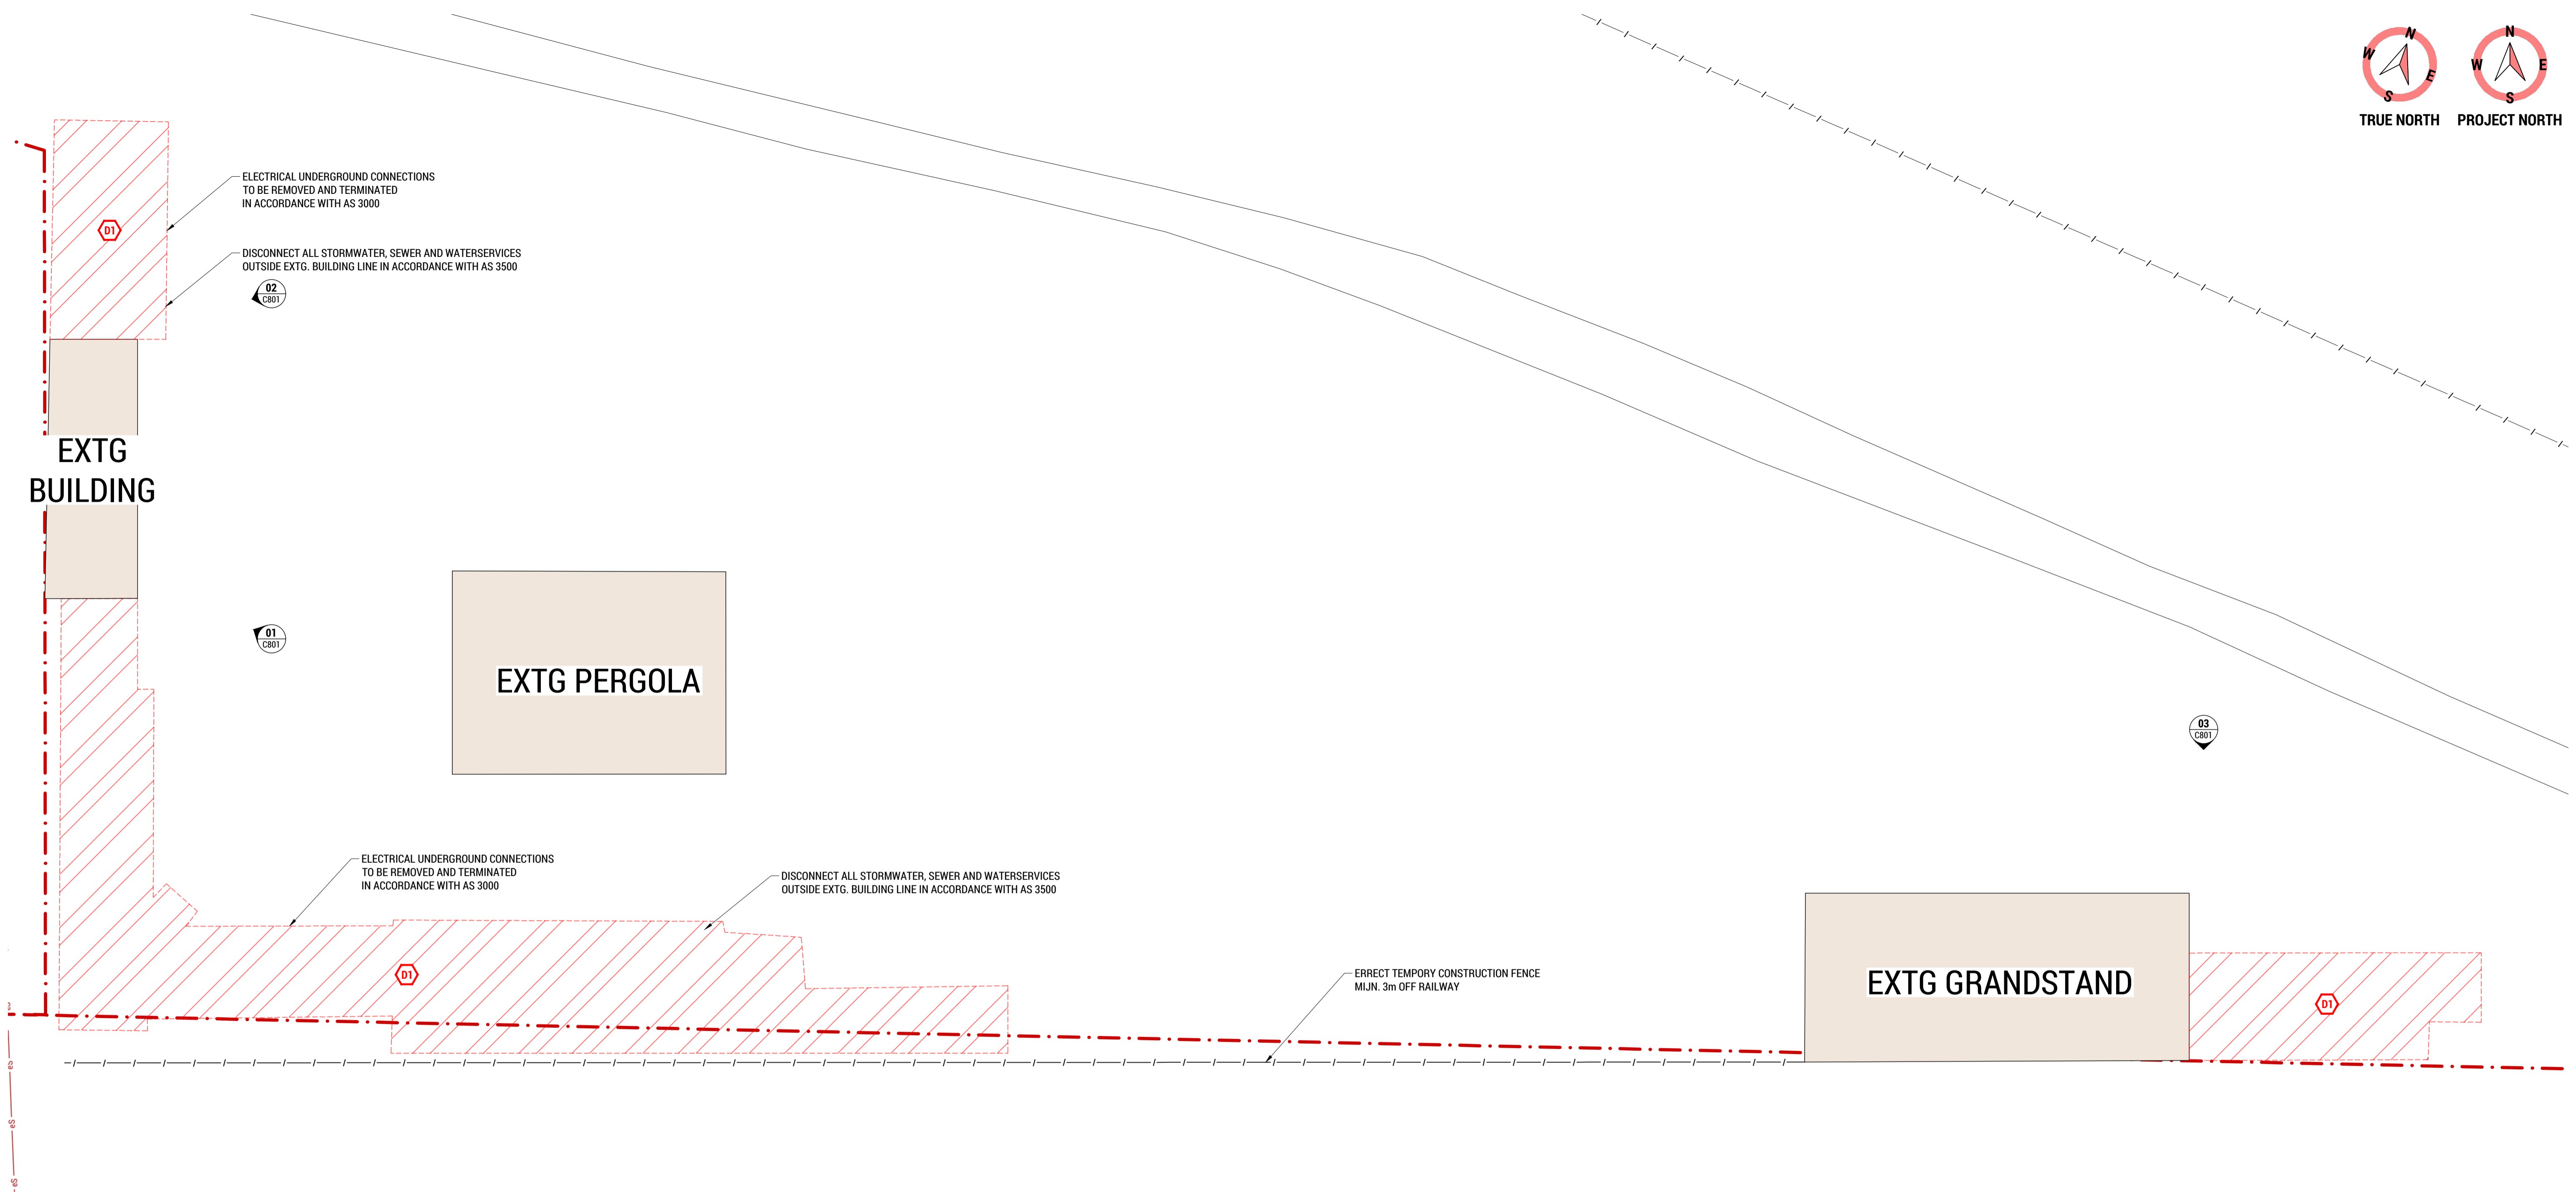 N
W
E
S
TRUE NORTH
N
W
E
S
PROJECT NORTH
ELECTRICAL UNDERGROUND CONNECTIONS
TO BE REMOVED AND TERMINATED
IN ACCORDANCE WITH AS 3000
D1
DISCONNECT ALL STORMWATER, SEWER AND WATERSERVICES
OUTSIDE EXTG. BUILDING LINE IN ACCORDANCE WITH AS 3500
02
C801
EXTG
BUILDING
01
C801
EXTG PERGOLA
03
C801
ELECTRICAL UNDERGROUND CONNECTIONS
TO BE REMOVED AND TERMINATED
IN ACCORDANCE WITH AS 3000
DISCONNECT ALL STORMWATER, SEWER AND WATERSERVICES
OUTSIDE EXTG. BUILDING LINE IN ACCORDANCE WITH AS 3500
D1
ERRECT TEMPORY CONSTRUCTION FENCE
MIJN. 3m OFF RAILWAY
EXTG GRANDSTAND
D1
eS
eS
eS